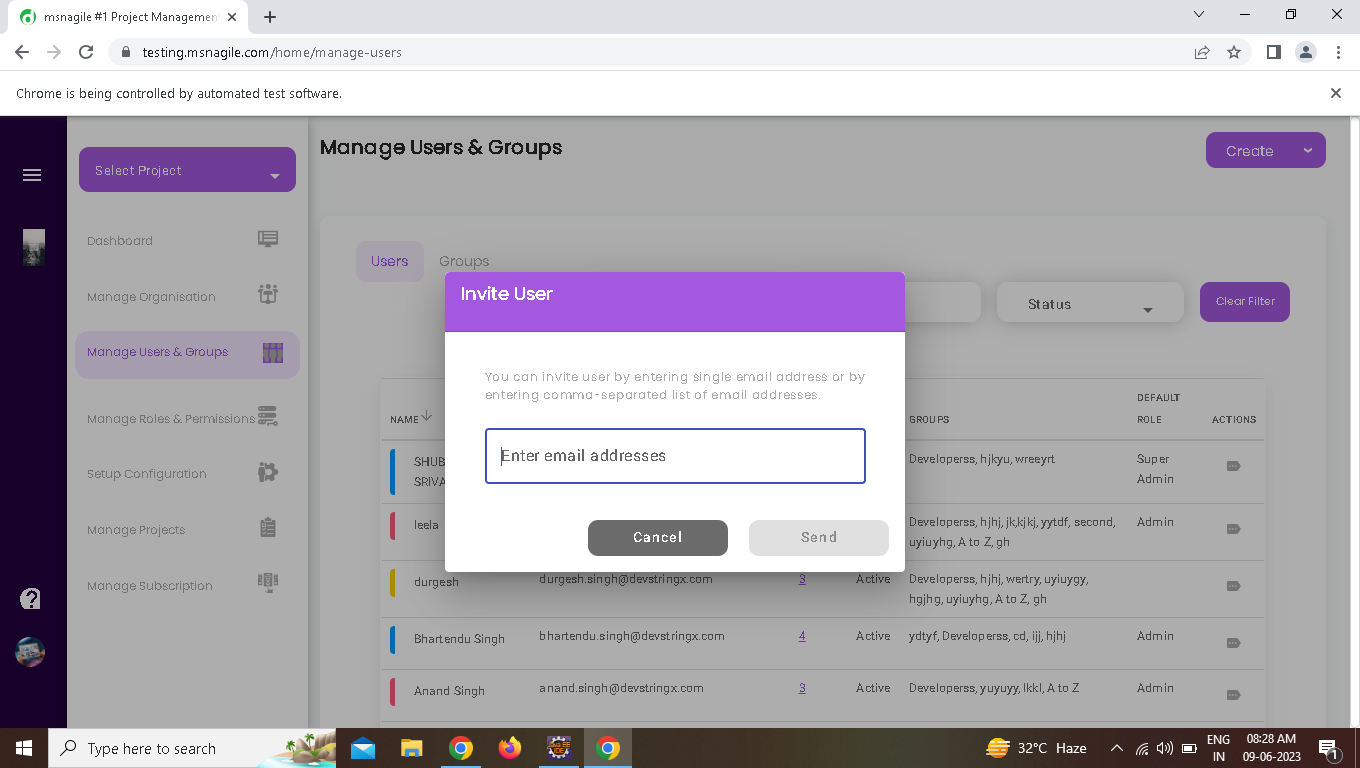 msnagile #1 Project Managemen
testing.msnagile.com/home/manage-users
Chrome is being controlled by automated test software.
Select Project
Dashboard
Manage Organisation
Manage Users & Groups
Manage Roles & Permissions
Setup Configuration
Manage Projects
Manage Subscription
Manage Users & Groups
Create
Users
Groups
Status
Clear Filter
Invite User
You can invite user by entering single email address or by
entering comma-separated list of email addresses.
Enter email addresses
Cancel
Send
NAME
GROUPS
DEFAULT
ROLE
ACTIONS
SHUB
SRIVA
Developerss, hjkyu, wreeyrt
Super
Admin
leela
Developerss, hjhj, jk,kjkj, yytdf, second,
uyiuyhg, A to Z, gh
Admin
durgesh
durgesh.singh@devstringx.com
3
Active
Developerss, hjhj, wertry, uyiuygy,
hgjhg, uyiuyhg, A to Z, gh
Admin
Bhartendu Singh
bhartendu.singh@devstringx.com
4
Active
ydtyf, Developerss, cd, ijj, hjhj
Admin
Anand Singh
anand.singh@devstringx.com
3
Active
Developerss, yuyuyy, lkkl, A to Z
Admin
Type here to search
32°C Haze
ENG
IN
08:28 AM
09-06-2023
1